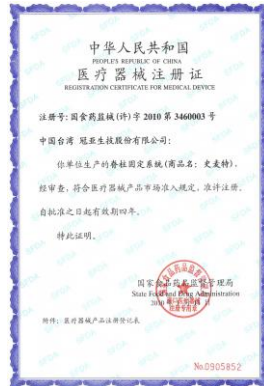 中华人民共和国
PEOPLE'S REPUBLIC OF CHINA
医疗器械注册证
REGISTRATION CERTIFICATE FOR MEDICAL DEVICE
注册号：国食药监械(许)字 2010 第 3460003 号
中国台湾 冠亚生技股份有限公司：
你单位生产的脊柱固定系统(商品名：史麦特)，
经审查，符合医疗器械产品市场准入规定，准许注册，
自批准之日起有效期四年。
特此证明。
国家食品药品监督管理局
State Food and Drug Administration
2010
附件：医疗器械产品注册登记表
No.0905852